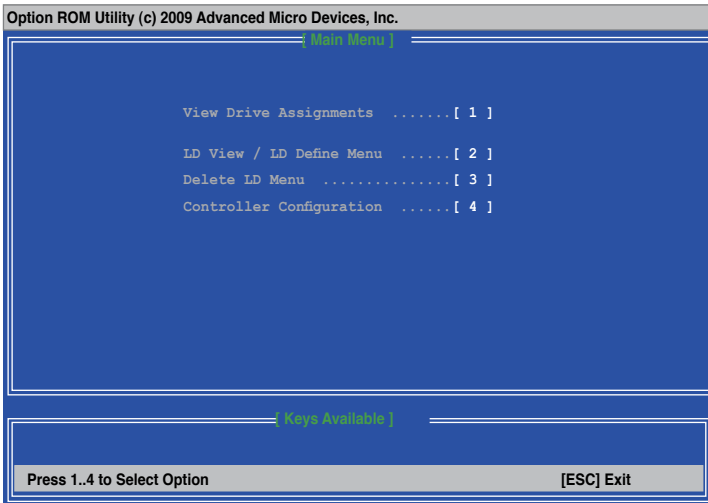 Option ROM Utility (c) 2009 Advanced Micro Devices, Inc.
[ Main Menu ]
View Drive Assignments .......[ 1 ]
LD View / LD Define Menu ......[ 2 ]
Delete LD Menu ...............[ 3 ]
Controller Configuration ......[ 4 ]
[ Keys Available ]
Press 1..4 to Select Option [ESC] Exit